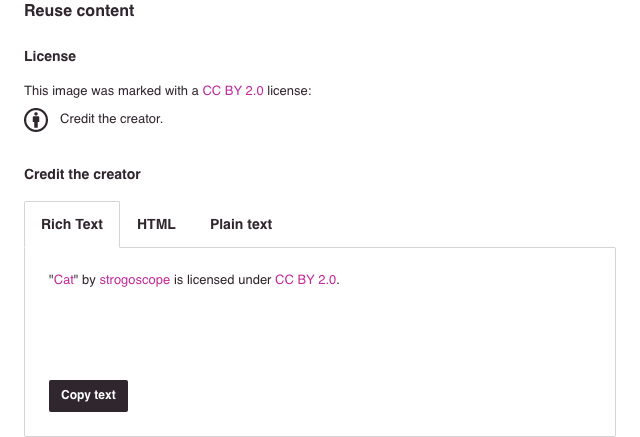 Reuse content
License
This image was marked with a CC BY 2.0 license:
Credit the creator.
Credit the creator
Rich Text HTML Plain text
"Cat" by strogoscope is licensed under CC BY 2.0.
Copy text